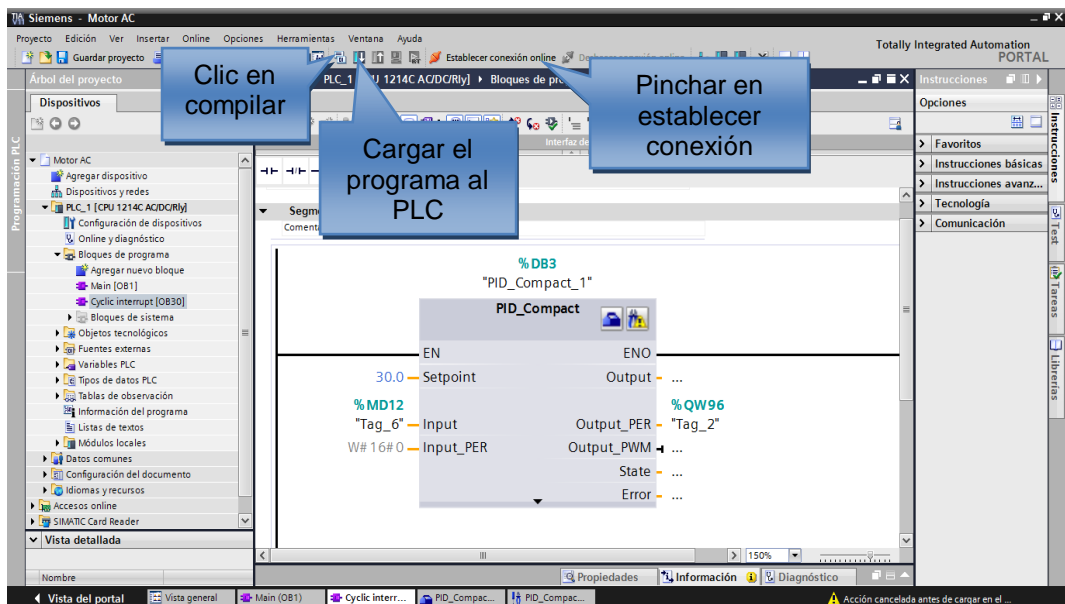 Siemens - Motor AC
Proyecto Edición Ver Insertar Online Opciones Herramientas Ventana Ayuda
Guardar proyecto
Establecer conexión online
Totally Integrated Automation
PORTAL
Clic en
compilar
Cargar el
programa al
PLC
Pinchar en
establecer
conexión
Árbol del proyecto
Dispositivos
Programación PLC
Motor AC
Agregar dispositivo
Dispositivos y redes
PLC_1 [CPU 1214C AC/DC/Rly]
Configuración de dispositivos
Online y diagnóstico
Bloques de programa
Agregar nuevo bloque
Main [OB1]
Cyclic interrupt [OB30]
Bloques de sistema
Objetos tecnológicos
Fuentes externas
Variables PLC
Tipos de datos PLC
Tablas de observación
Información del programa
Listas de textos
Módulos locales
Datos comunes
Configuración del documento
Idiomas y recursos
Accesos online
SIMATIC Card Reader
Vista detallada
Nombre
PLC_1 [CPU 1214C AC/DC/Rly] Bloques de
Interfaz de
%DB3
"PID_Compact_1"
PID_Compact
EN ENO
30.0 Setpoint Output ...
%MD12 %QW96
"Tag_6" Input Output_PER "Tag_2"
W#16#0 Input_PER Output_PWM ...
State ...
Error ...
150%
Propiedades Información Diagnóstico
Instrucciones
Opciones
Favoritos
Instrucciones básicas
Instrucciones avanz...
Tecnología
Comunicación
Instrucciones
Test
Tareas
Librerías
Vista del portal Vista general Main (OB1) Cyclic interr... PID_Compac... PID_Compac... Acción cancelada antes de cargar en el ...